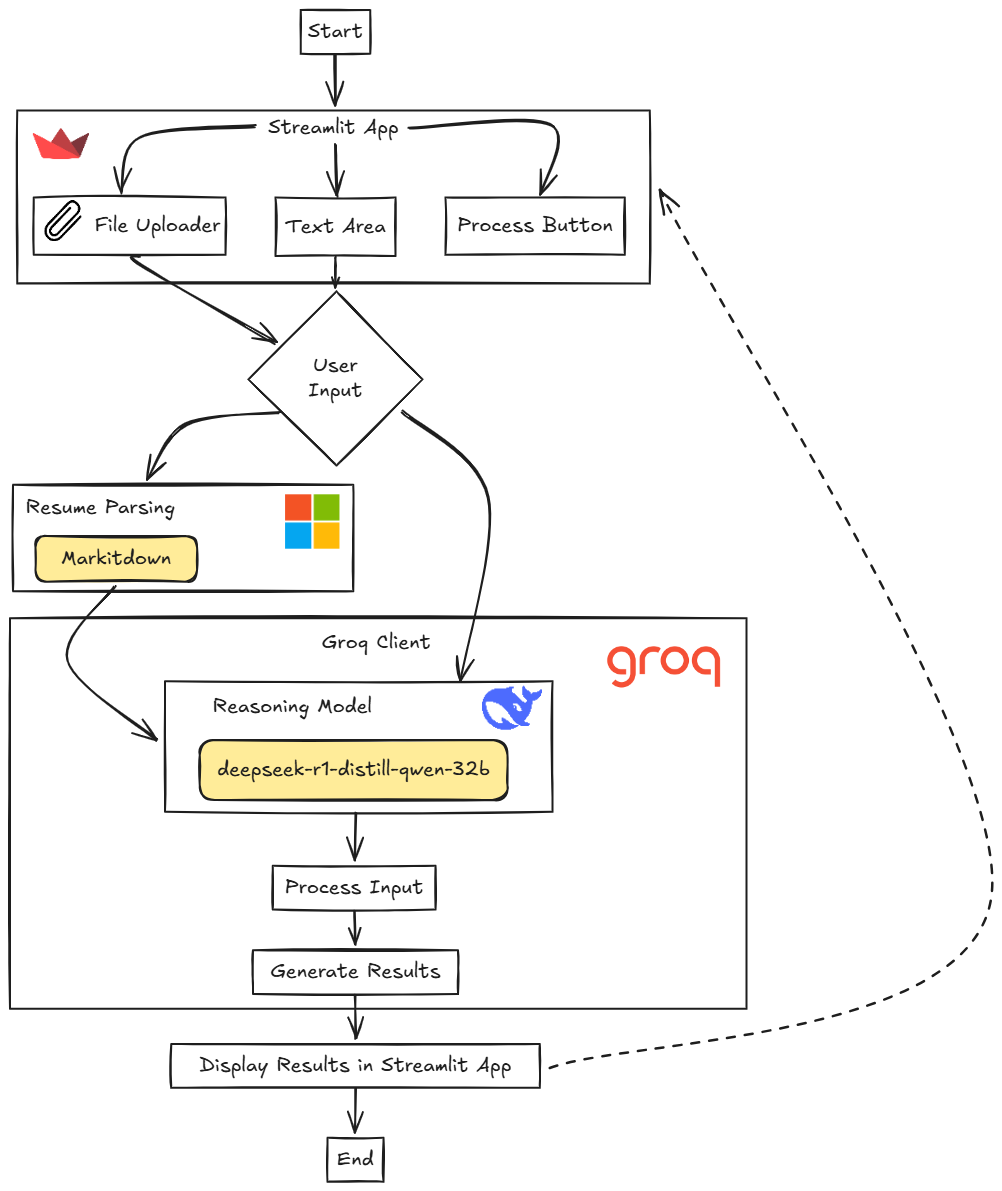 Start
Streamlit App
File Uploader
Text Area
Process Button
User
Input
Resume Parsing
Markitdown
Groq Client
groq
Reasoning Model
deepseek-r1-distill-qwen-32b
Process Input
Generate Results
Display Results in Streamlit App
End